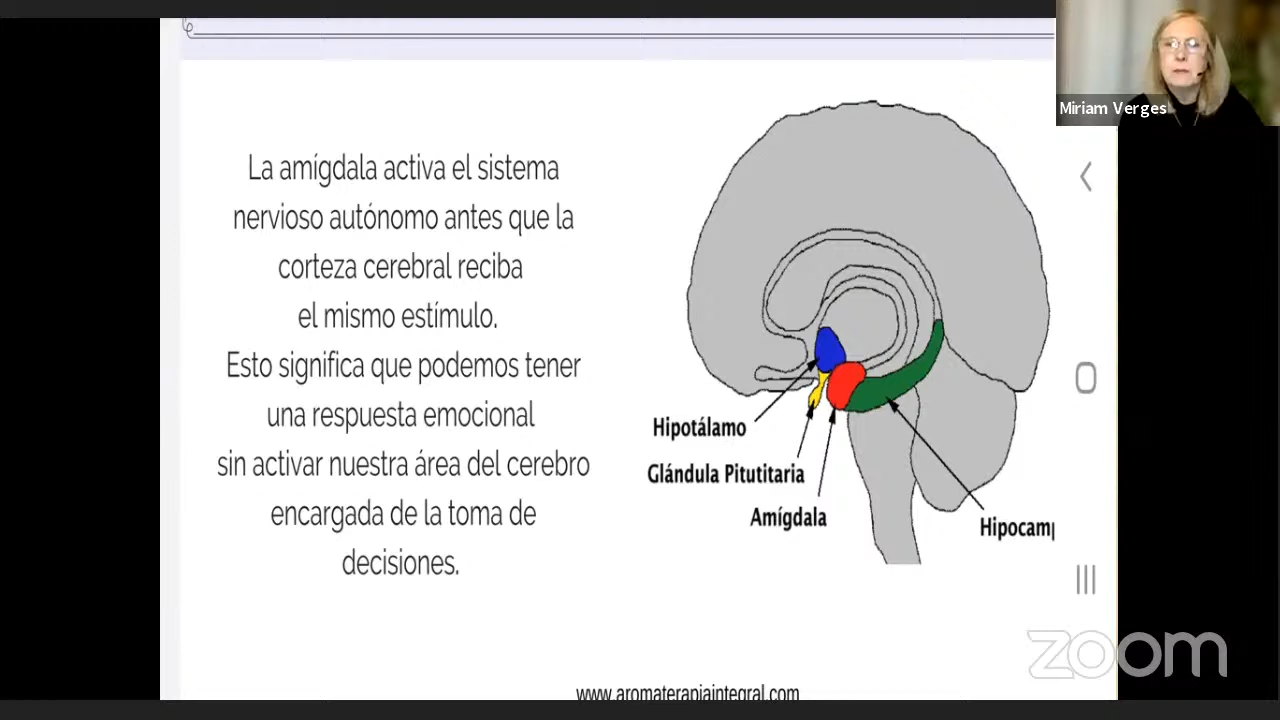 Miriam Verges
La amígdala activa el sistema
nervioso autónomo antes que la
corteza cerebral reciba
el mismo estímulo.
Esto significa que podemos tener
una respuesta emocional
sin activar nuestra área del cerebro
encargada de la toma de
decisiones.
Hipotálamo
Glándula Pitutitaria
Amígdala
Hipocamp
zoom
www.aromaterapiaintegral.com